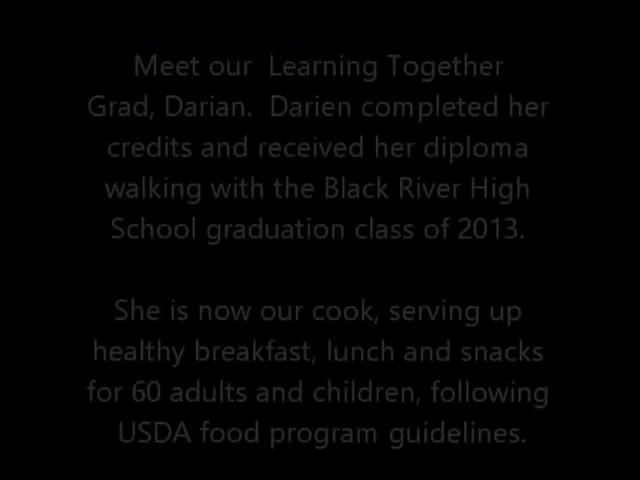 Meet our  Learning Together
Grad, Darian.  Darien completed her
credits and received her diploma
walking with the Black River High
School graduation class of 2013.
She is now our cook, serving up
healthy breakfast, lunch and snacks
for 60 adults and children, following
USDA food program guidelines.